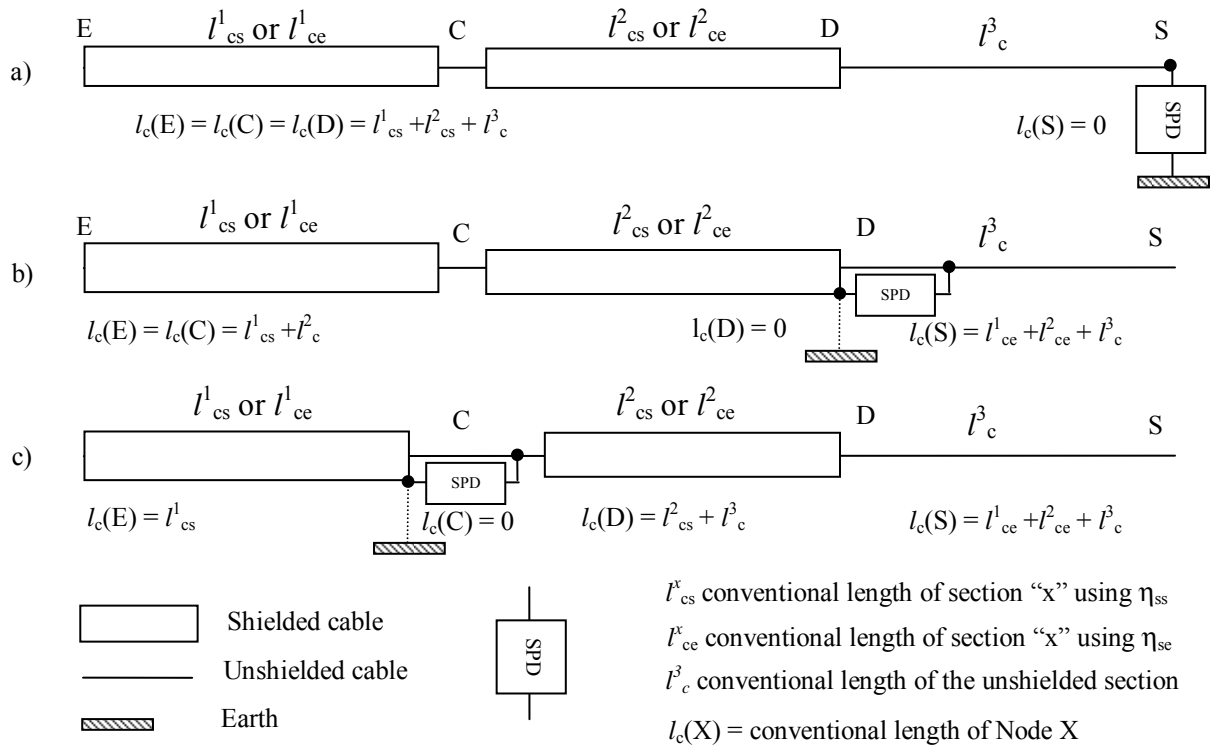 E l¹cs or l¹ce C l²cs or l²ce D l³c S
a)
SPD
lc(E) = lc(C) = lc(D) = l¹cs +l²cs + l³c lc(S) = 0
E l¹cs or l¹ce C l²cs or l²ce D l³c S
b)
SPD
lc(E) = lc(C) = l¹cs +l²c lc(D) = 0 lc(S) = l¹ce +l²ce + l³c
l¹cs or l¹ce C l²cs or l²ce D l³c S
c)
SPD
lc(E) = l¹cs lc(C) = 0 lc(D) = l²cs + l³c lc(S) = l¹ce +l²ce + l³c
Shielded cable
Unshielded cable
Earth
SPD
lˣcs conventional length of section “x” using ηss
lˣce conventional length of section “x” using ηse
l³c conventional length of the unshielded section
lc(X) = conventional length of Node X